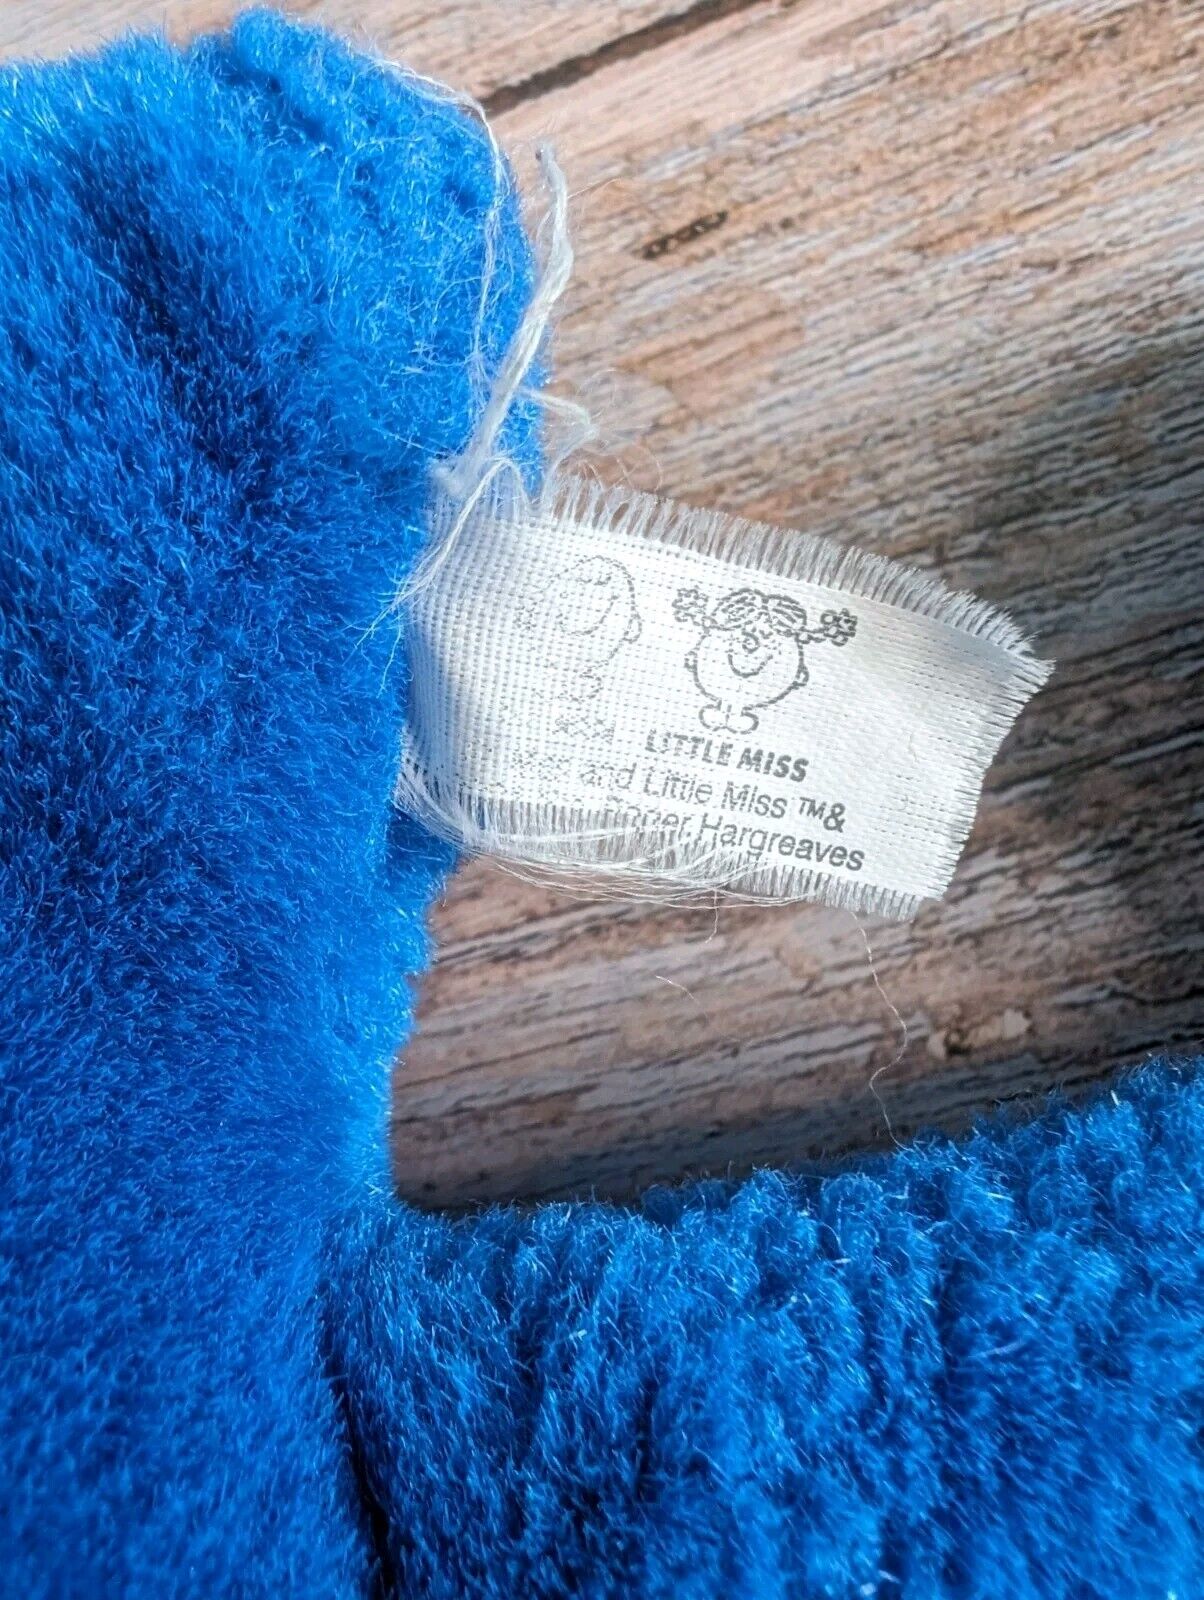 LITTLE MISS
and Little Miss ™&
Hargreaves